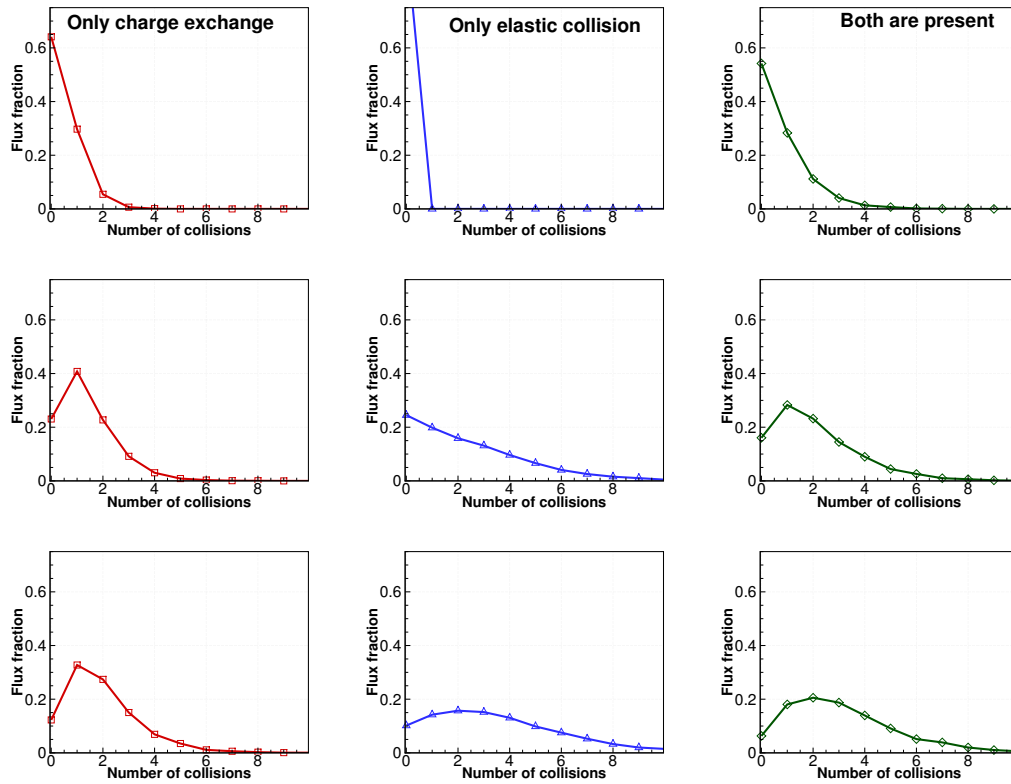 Only charge exchange
Flux fraction
0.6
0.4
0.2
0
0 2 4 6 8
Number of collisions
Only elastic collision
Flux fraction
0.6
0.4
0.2
0
0 2 4 6 8
Number of collisions
Both are present
Flux fraction
0.6
0.4
0.2
0
0 2 4 6 8
Number of collisions
Flux fraction
0.6
0.4
0.2
0
0 2 4 6 8
Number of collisions
Flux fraction
0.6
0.4
0.2
0
0 2 4 6 8
Number of collisions
Flux fraction
0.6
0.4
0.2
0
0 2 4 6 8
Number of collisions
Flux fraction
0.6
0.4
0.2
0
0 2 4 6 8
Number of collisions
Flux fraction
0.6
0.4
0.2
0
0 2 4 6 8
Number of collisions
Flux fraction
0.6
0.4
0.2
0
0 2 4 6 8
Number of collisions